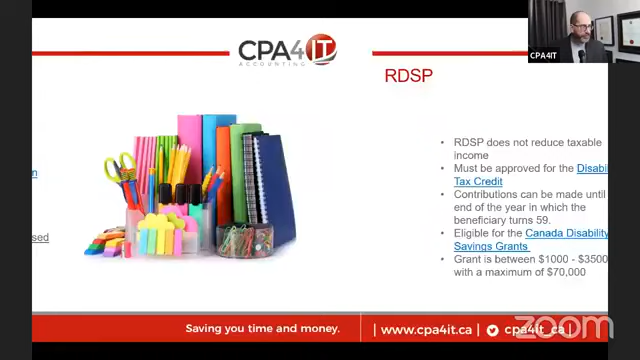 CPA4IT
ACCOUNTING
CPA4IT
RDSP
RDSP does not reduce taxable
income
Must be approved for the Disabi
Tax Credit
Contributions can be made until
end of the year in which the
beneficiary turns 59.
Eligible for the Canada Disability
Savings Grants
Grant is between $1000 - $3500
with a maximum of $70,000
n
sed
Saving you time and money.
| www.cpa4it.ca | cpa4it_ca |
zoom